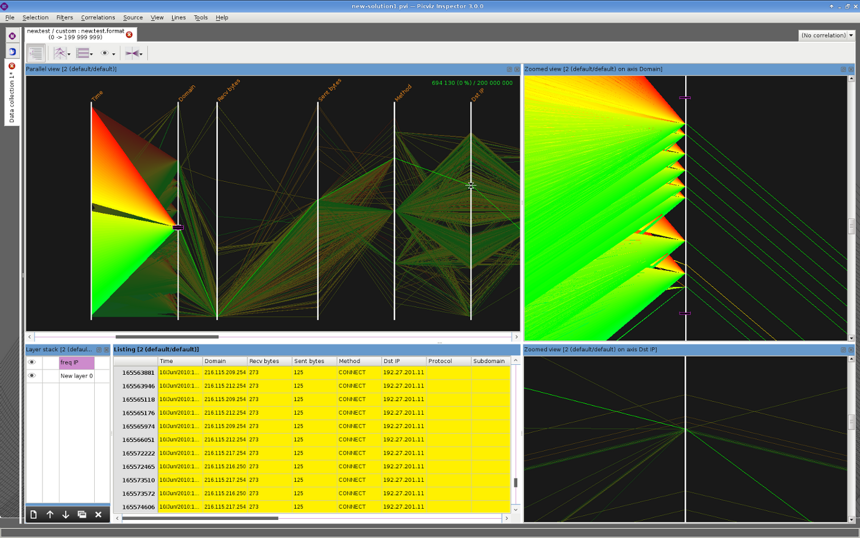 new-solution1.pvi — Picviz Inspector 3.0.0
File Selection Filters Correlations Source View Lines Tools Help
newtest / custom : newtest.format
(0 -> 199 999 999)
(No correlation)
Data collection 1*
Parallel view [2 (default/default)]
Zoomed view [2 (default/default) on axis Domain]
694 130 (0 %) / 200 000 000
Time Domain Recv bytes Sent bytes Method Dst IP
Layer stack [2 (defaul...
Listing [2 (default/default)]
Zoomed view [2 (default/default) on axis Dst IP]
freq IP
New layer 0
Time Domain Recv bytes Sent bytes Method Dst IP Protocol Subdomain
165563881 10/Jun/2010:1... 216.115.209.254 273 125 CONNECT 192.27.201.11
165563946 10/Jun/2010:1... 216.115.212.254 273 125 CONNECT 192.27.201.11
165565118 10/Jun/2010:1... 216.115.209.254 273 125 CONNECT 192.27.201.11
165565176 10/Jun/2010:1... 216.115.212.254 273 125 CONNECT 192.27.201.11
165565974 10/Jun/2010:1... 216.115.209.254 273 125 CONNECT 192.27.201.11
165566051 10/Jun/2010:1... 216.115.212.254 273 125 CONNECT 192.27.201.11
165572222 10/Jun/2010:1... 216.115.217.254 273 125 CONNECT 192.27.201.11
165572465 10/Jun/2010:1... 216.115.216.250 273 125 CONNECT 192.27.201.11
165573510 10/Jun/2010:1... 216.115.217.254 273 125 CONNECT 192.27.201.11
165573572 10/Jun/2010:1... 216.115.216.250 273 125 CONNECT 192.27.201.11
165574606 10/Jun/2010:1... 216.115.217.254 273 125 CONNECT 192.27.201.11